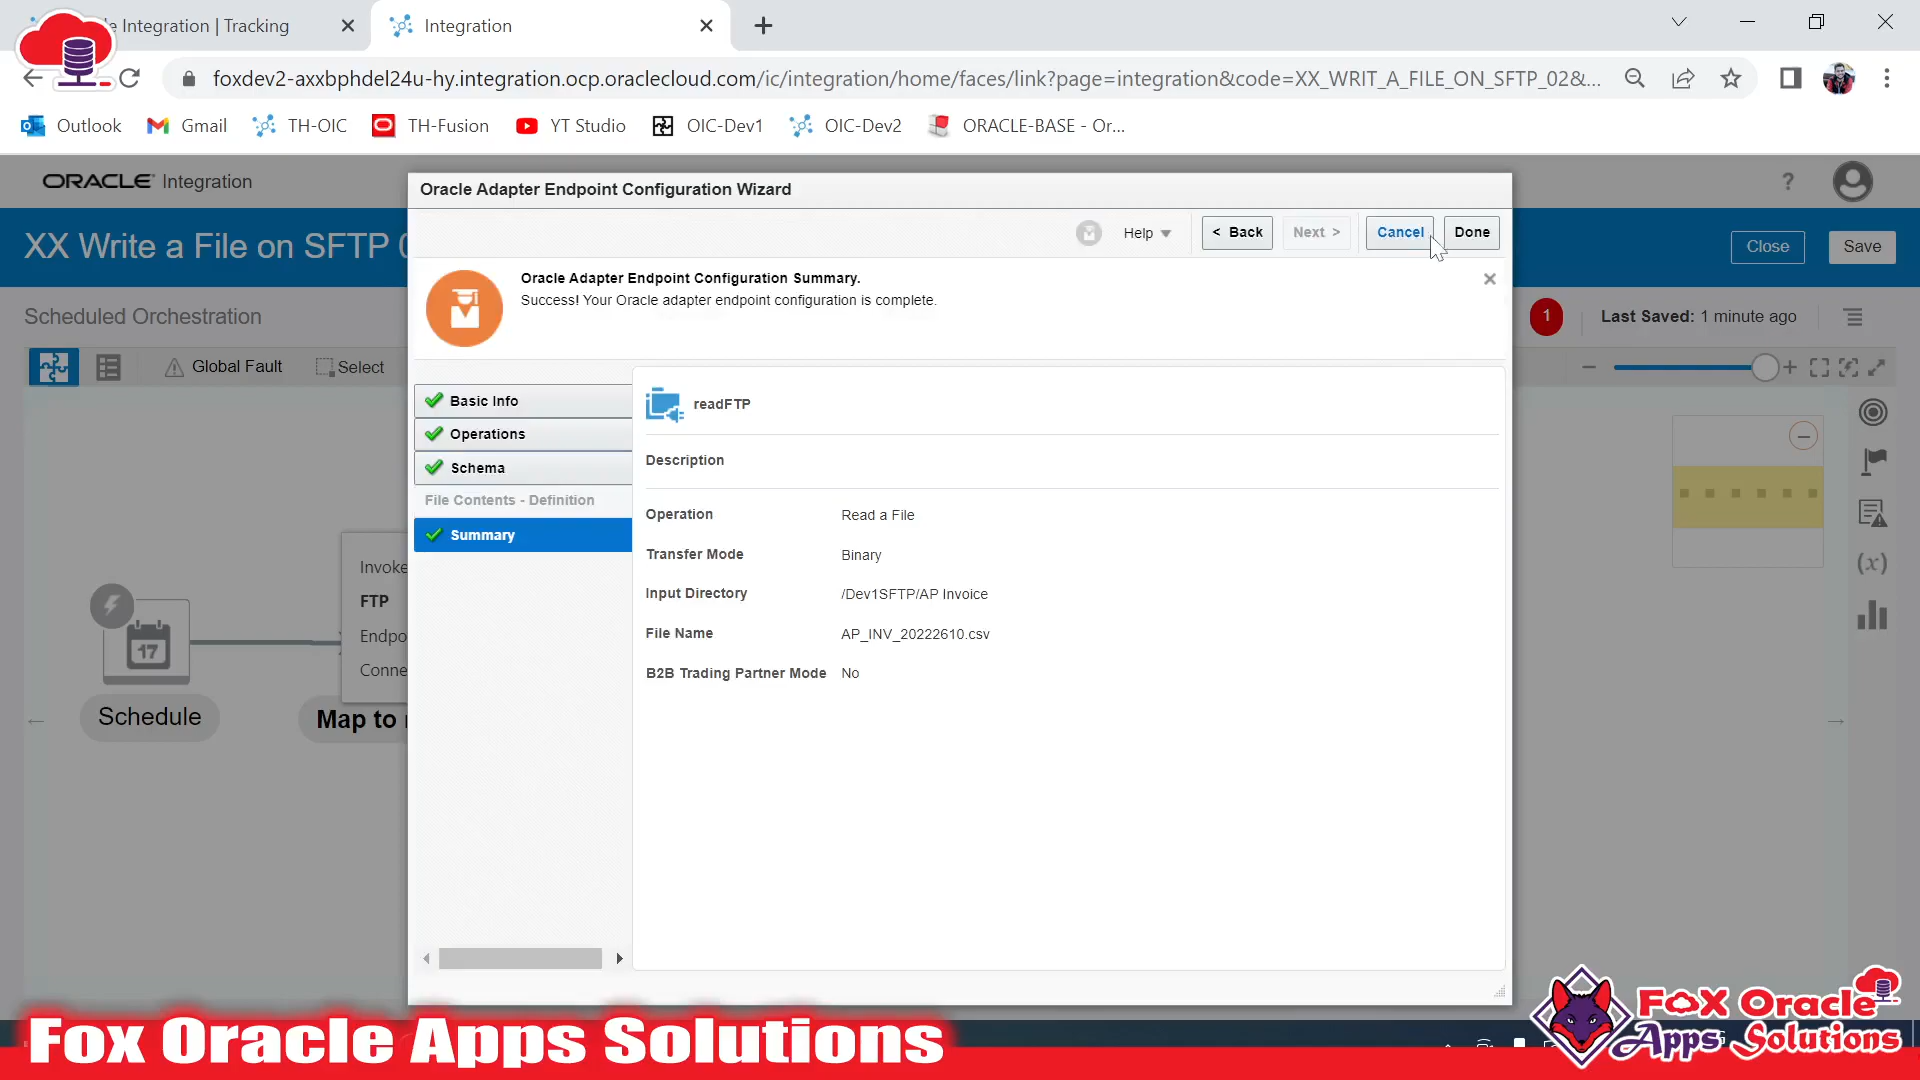 e Integration | Tracking
Integration
foxdev2-axxbphdel24u-hy.integration.ocp.oraclecloud.com/ic/integration/home/faces/link?page=integration&code=XX_WRIT_A_FILE_ON_SFTP_02&...
Outlook
Gmail
TH-OIC
TH-Fusion
YT Studio
OIC-Dev1
OIC-Dev2
ORACLE-BASE - Or...
ORACLE Integration
?
Oracle Adapter Endpoint Configuration Wizard
Help
< Back
Next >
Cancel
Done
XX Write a File on SFTP 0
Close
Save
Oracle Adapter Endpoint Configuration Summary.
Success! Your Oracle adapter endpoint configuration is complete.
Scheduled Orchestration
1
Last Saved: 1 minute ago
Global Fault
Select
Basic Info
Operations
Schema
File Contents - Definition
Summary
readFTP
Description
Operation Read a File
Transfer Mode Binary
Input Directory /Dev1SFTP/AP Invoice
File Name AP_INV_20222610.csv
B2B Trading Partner Mode No
Invoke
FTP
Endpo
Conne
17
Schedule
Map to
(x)
Fox Oracle Apps Solutions
Fox Oracle
Apps Solutions